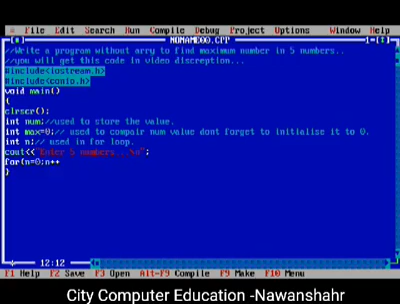 ≡ File Edit Search Run Compile Debug Project Options Window Help
[■] NONAME00.CPP 1=[↕]
//Write a program without arry to find maximum number in 5 numbers..
//you will get this code in video discreption...
#include<iostream.h>
#include<conio.h>
void main()
{
clrscr();
int num;//used to store the value.
int max=0;// used to compair num value dont forget to initialise it to 0.
int n;// used in for loop.
cout<<"Enter 5 numbers...\n";
for(n=0;n++
}
12:12
F1 Help F2 Save F3 Open Alt-F9 Compile F9 Make F10 Menu
City Computer Education -Nawanshahr